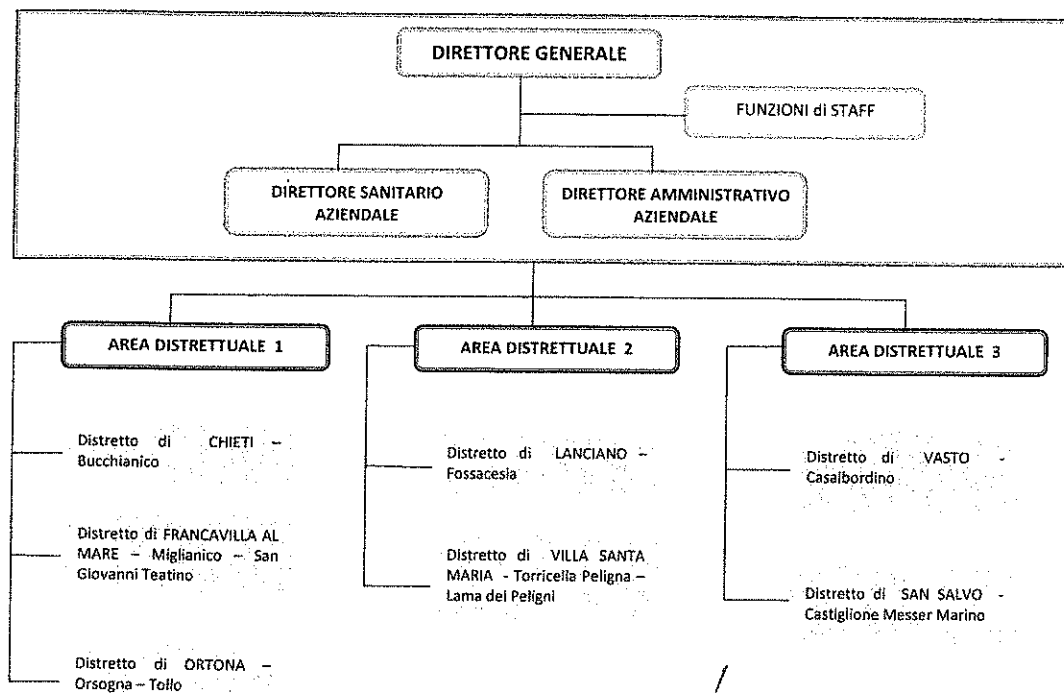 DIRETTORE GENERALE
FUNZIONI di STAFF
DIRETTORE SANITARIO
AZIENDALE
DIRETTORE AMMINISTRATIVO
AZIENDALE
AREA DISTRETTUALE 1
Distretto di CHIETI –
Bucchianico
Distretto di FRANCAVILLA AL
MARE – Miglianico – San
Giovanni Teatino
Distretto di ORTONA –
Orsogna – Tollo
AREA DISTRETTUALE 2
Distretto di LANCIANO –
Fossacesia
Distretto di VILLA SANTA
MARIA - Torricella Peligna –
Lama dei Peligni
AREA DISTRETTUALE 3
Distretto di VASTO -
Casalbordino
Distretto di SAN SALVO -
Castiglione Messer Marino